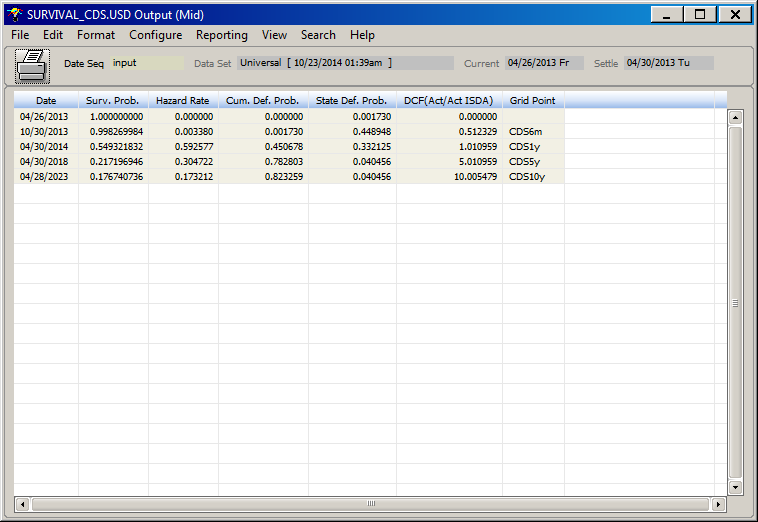 SURVIVAL_CDS.USD Output (Mid)
File Edit Format Configure Reporting View Search Help
Date Seq input Data Set Universal [ 10/23/2014 01:39am ] Current 04/26/2013 Fr Settle 04/30/2013 Tu
Date Surv. Prob. Hazard Rate Cum. Def. Prob. State Def. Prob. DCF(Act/Act ISDA) Grid Point
04/26/2013 1.000000000 0.000000 0.000000 0.001730 0.000000
10/30/2013 0.998269984 0.003380 0.001730 0.448948 0.512329 CDS6m
04/30/2014 0.549321832 0.592577 0.450678 0.332125 1.010959 CDS1y
04/30/2018 0.217196946 0.304722 0.782803 0.040456 5.010959 CDS5y
04/28/2023 0.176740736 0.173212 0.823259 0.040456 10.005479 CDS10y